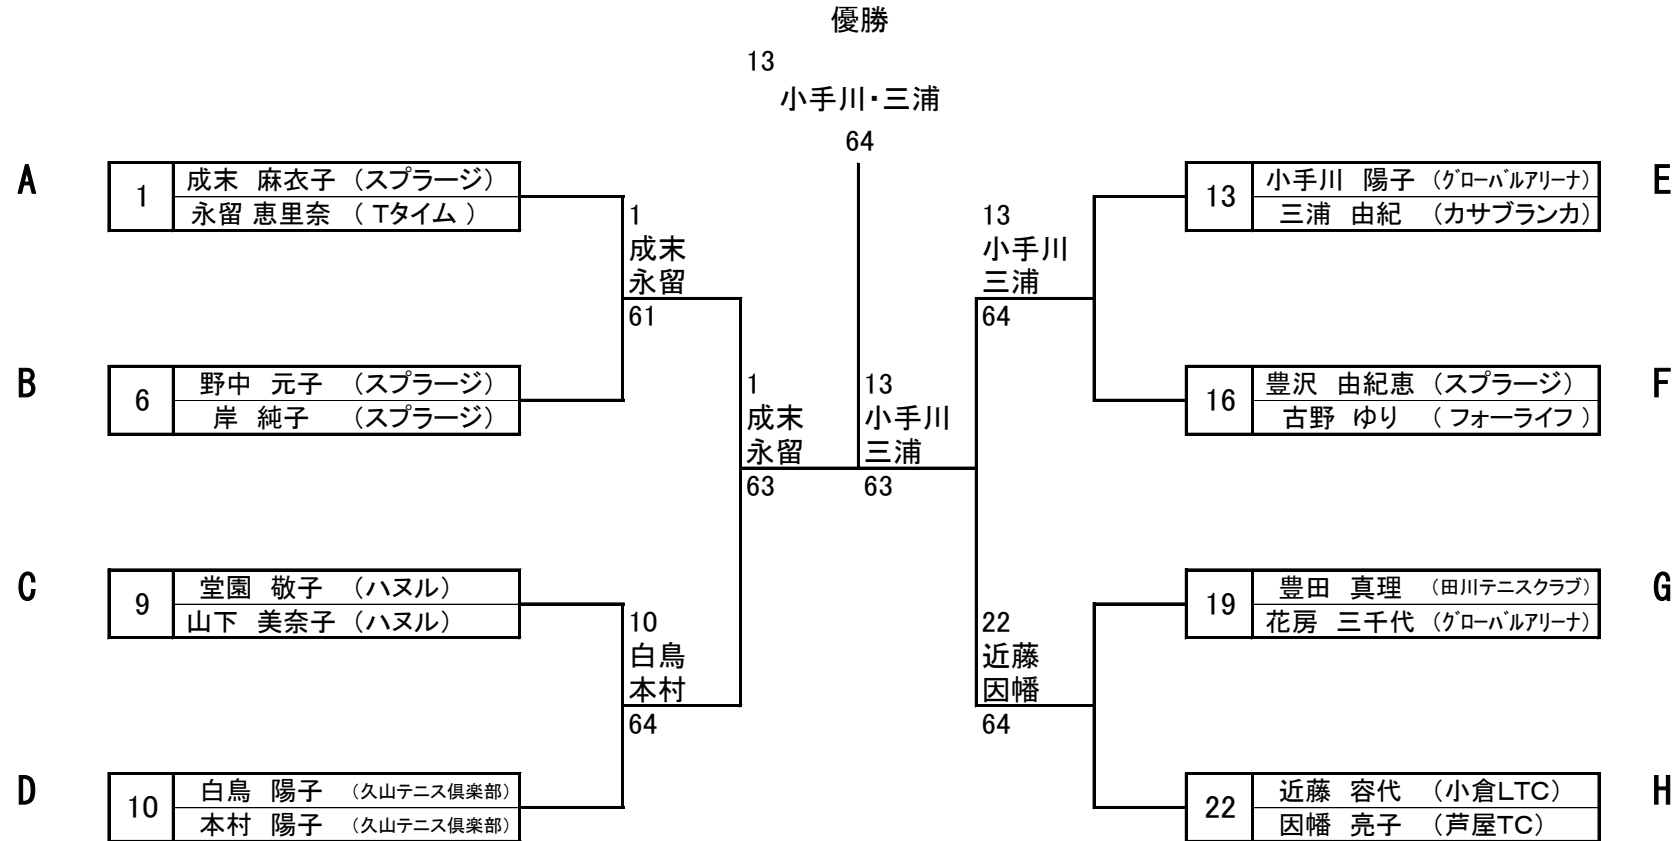 優勝
13
小手川・三浦
64
A
1
成末 麻衣子 （スプラージ）
永留 恵里奈 （ Tタイム ）
1
成末
永留
61
B
6
野中 元子 （スプラージ）
岸 純子 （スプラージ）
1
成末
永留
63
C
9
堂園 敬子 （ハヌル）
山下 美奈子 （ハヌル）
10
白鳥
本村
64
D
10
白鳥 陽子 （久山テニス倶楽部）
本村 陽子 （久山テニス倶楽部）
13
小手川 陽子 （グローバルアリーナ）
三浦 由紀 （カサブランカ）
E
13
小手川
三浦
64
16
豊沢 由紀恵 （スプラージ）
古野 ゆり （ フォーライフ ）
F
13
小手川
三浦
63
19
豊田 真理 （田川テニスクラブ）
花房 三千代 （グローバルアリーナ）
G
22
近藤
因幡
64
22
近藤 容代 （小倉LTC）
因幡 亮子 （芦屋TC）
H